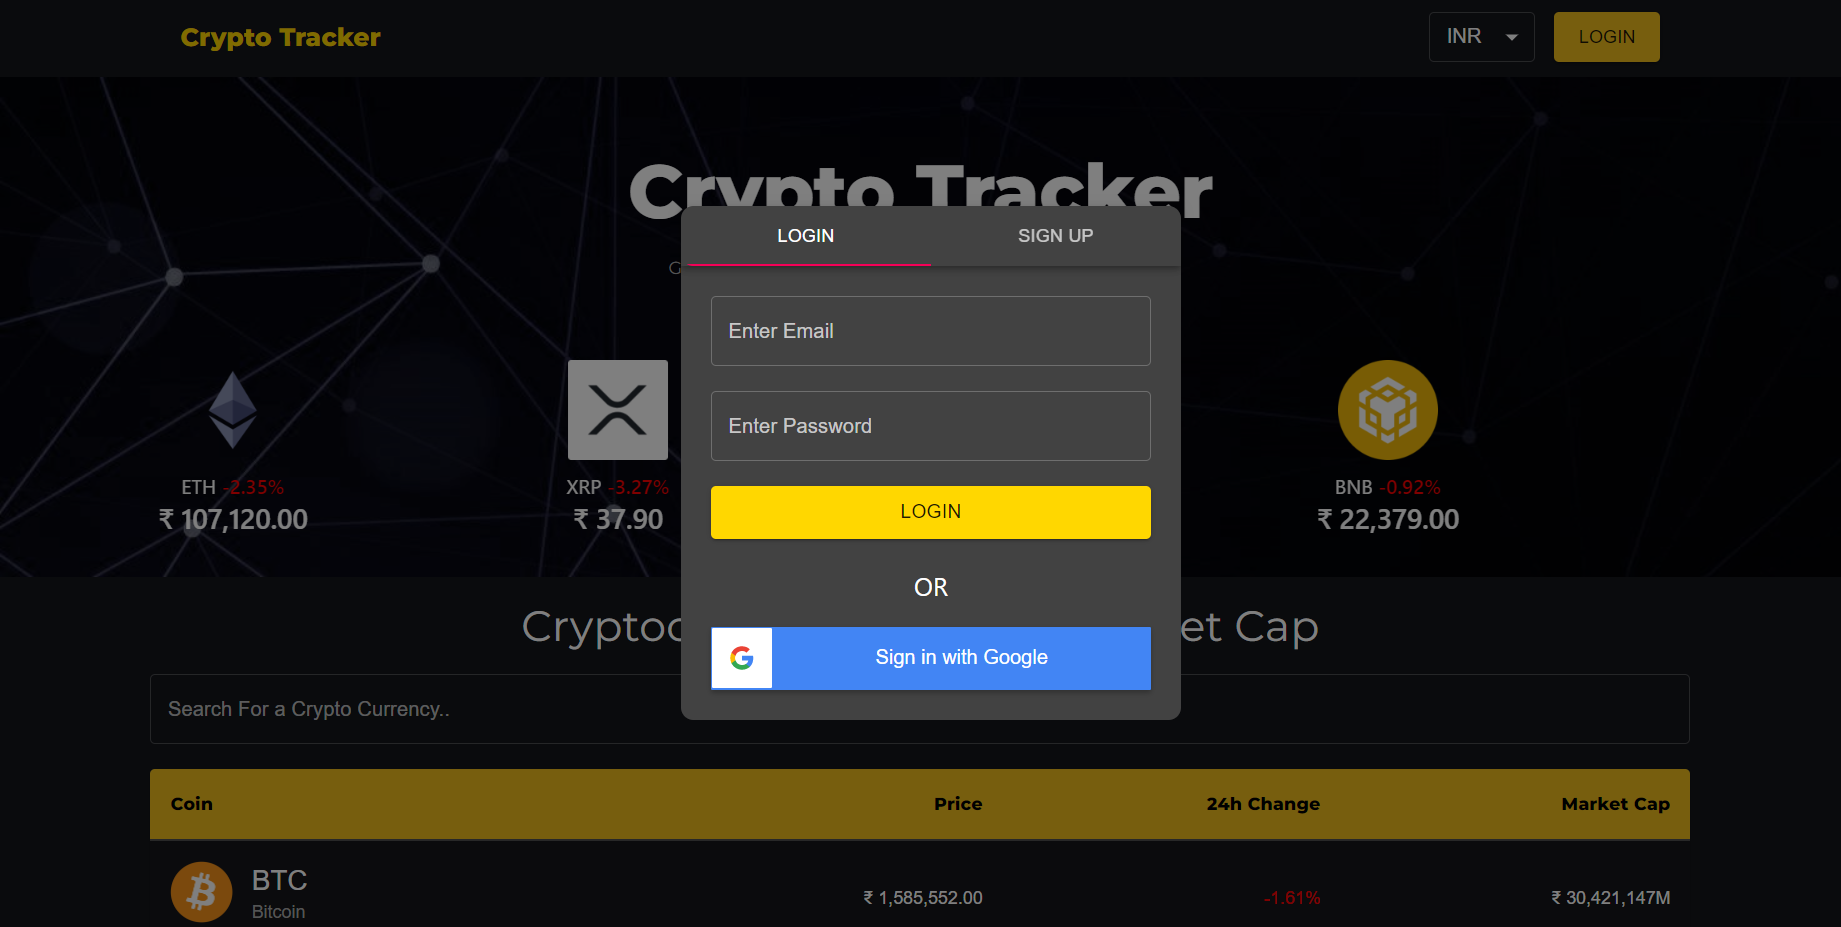 Crypto Tracker
INR
LOGIN
Crypto Tracker
LOGIN
SIGN UP
G
Enter Email
Enter Password
ETH -2.35%
₹ 107,120.00
XRP -3.27%
₹ 37.90
BNB -0.92%
₹ 22,379.00
LOGIN
OR
Sign in with Google
et Cap
Search For a Crypto Currency..
Coin
Price
24h Change
Market Cap
BTC
Bitcoin
₹ 1,585,552.00
-1.61%
₹ 30,421,147M